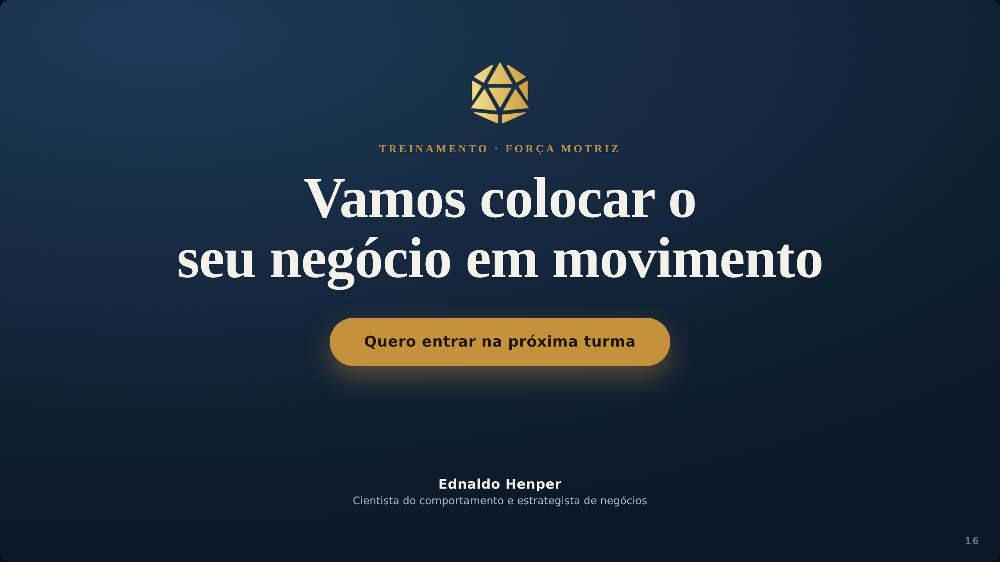 TREINAMENTO · FORÇA MOTRIZ
Vamos colocar o
seu negócio em movimento
Quero entrar na próxima turma
Ednaldo Henper
Cientista do comportamento e estrategista de negócios
16